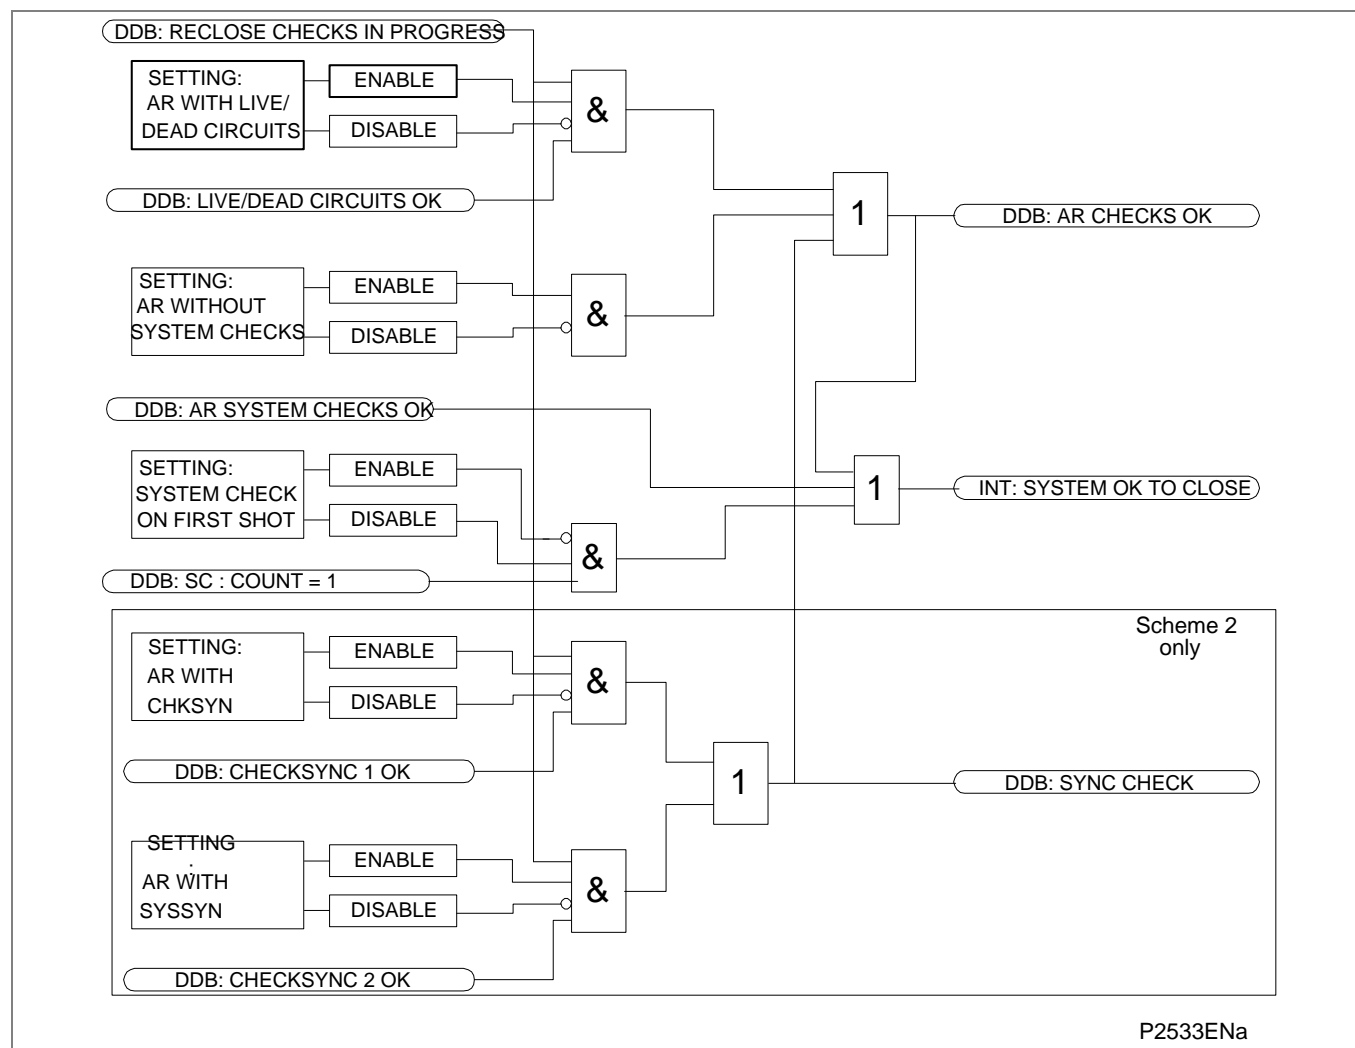 DDB: RECLOSE CHECKS IN PROGRESS
SETTING:
AR WITH LIVE/
DEAD CIRCUITS
ENABLE
DISABLE
&
DDB: LIVE/DEAD CIRCUITS OK
1
DDB: AR CHECKS OK
SETTING:
AR WITHOUT
SYSTEM CHECKS
ENABLE
DISABLE
&
DDB: AR SYSTEM CHECKS OK
SETTING:
SYSTEM CHECK
ON FIRST SHOT
ENABLE
DISABLE
&
1
INT: SYSTEM OK TO CLOSE
DDB: SC : COUNT = 1
Scheme 2
only
SETTING:
AR WITH
CHKSYN
ENABLE
DISABLE
&
DDB: CHECKSYNC 1 OK
1
DDB: SYNC CHECK
SETTING
:
AR WITH
SYSSYN
ENABLE
DISABLE
&
DDB: CHECKSYNC 2 OK
P2533ENa